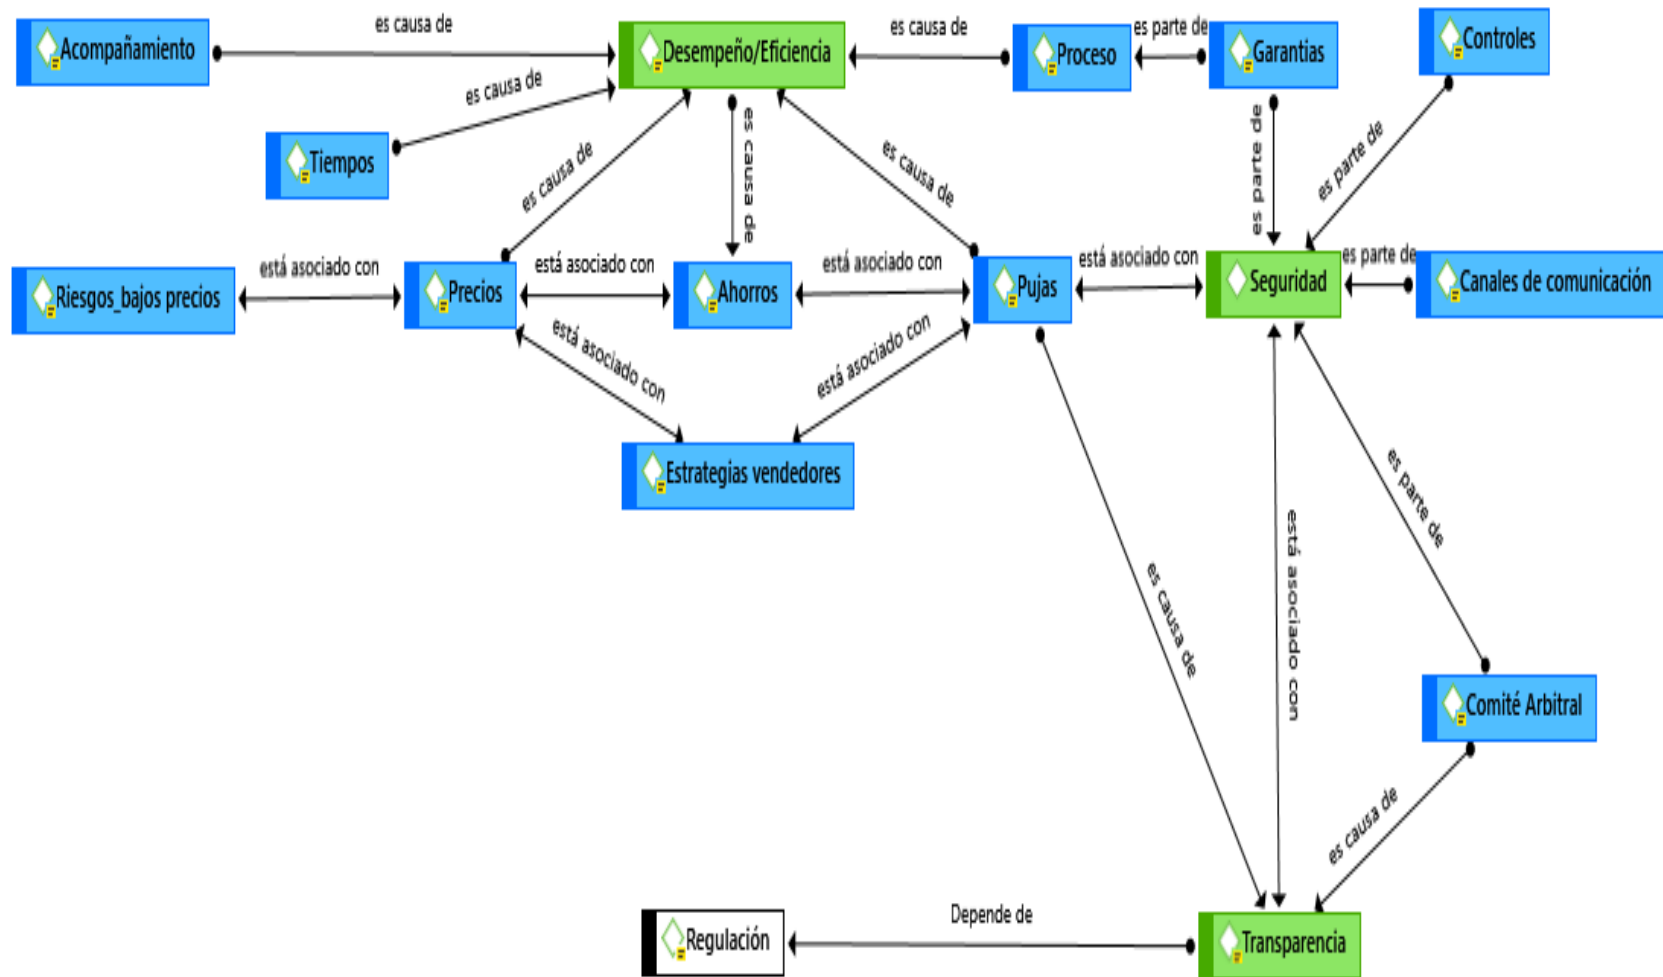 es causa de
Acompañamiento
Desempeño/Eficiencia
es causa de
Proceso
es parte de
Garantias
Controles
es causa de
Tiempos
es causa de
es causa de
es causa de
es parte de
es parte de
Riesgos_bajos precios
está asociado con
Precios
está asociado con
Ahorros
está asociado con
Pujas
está asociado con
Seguridad
es parte de
Canales de comunicación
está asociado con
está asociado con
Estrategias vendedores
es parte de
es causa de
está asociado con
Comité Arbitral
es causa de
Regulación
Depende de
Transparencia